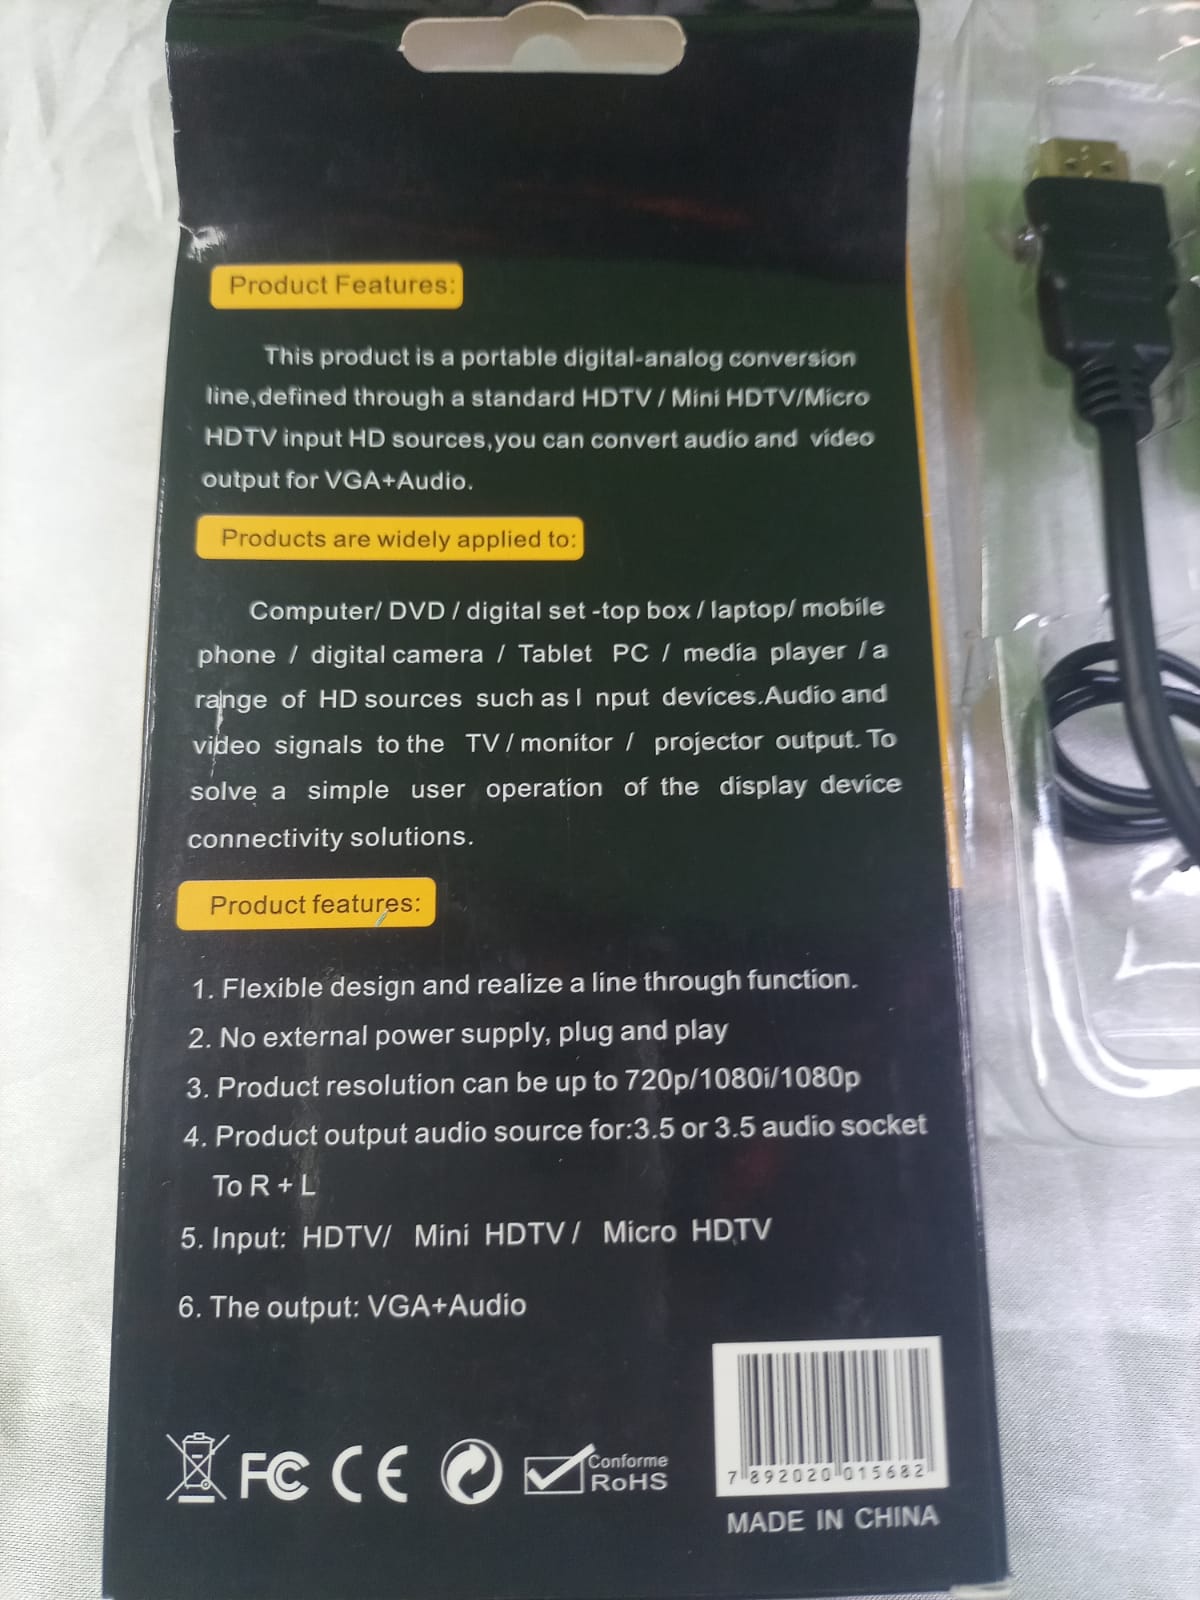 Product Features:
This product is a portable digital-analog conversion
line,defined through a standard HDTV / Mini HDTV/Micro
HDTV input HD sources,you can convert audio and video
output for VGA+Audio.
Products are widely applied to:
Computer/ DVD / digital set -top box / laptop/ mobile
phone / digital camera / Tablet PC / media player / a
range of HD sources such as I nput devices.Audio and
video signals to the TV / monitor / projector output. To
solve a simple user operation of the display device
connectivity solutions.
Product features:
1. Flexible design and realize a line through function.
2. No external power supply, plug and play
3. Product resolution can be up to 720p/1080i/1080p
4. Product output audio source for:3.5 or 3.5 audio socket
To R + L
5. Input: HDTV/ Mini HDTV / Micro HDTV
6. The output: VGA+Audio
FC CE Conforme
RoHS
7 892020 015682
MADE IN CHINA